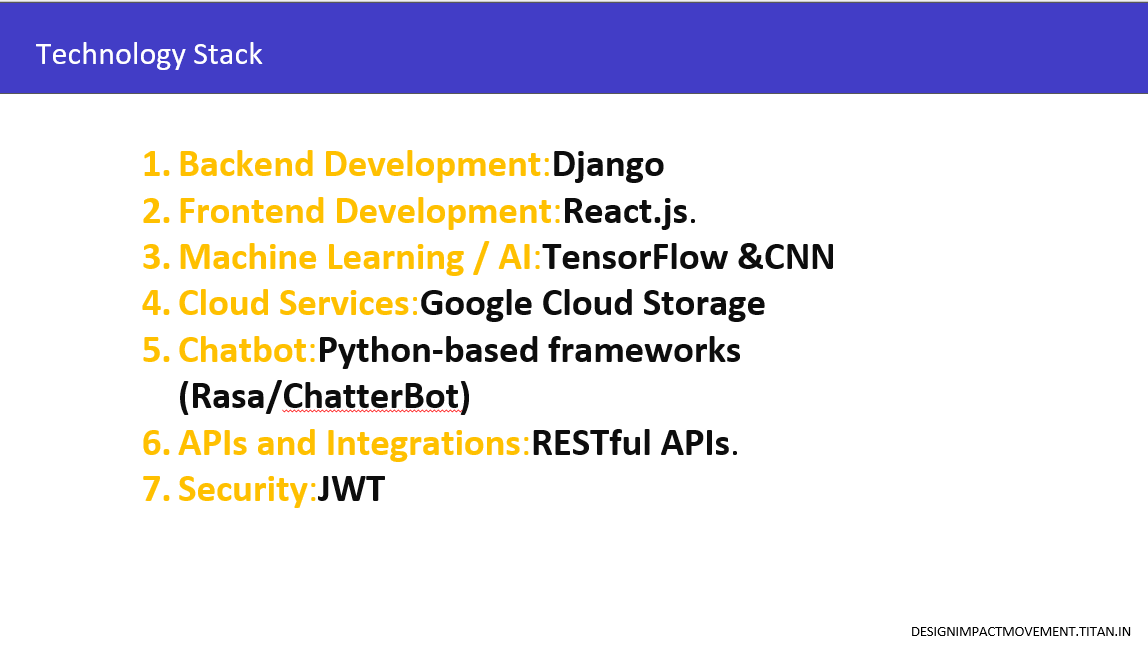 Technology Stack
1. Backend Development:Django
2. Frontend Development:React.js.
3. Machine Learning / AI:TensorFlow &CNN
4. Cloud Services:Google Cloud Storage
5. Chatbot:Python-based frameworks
(Rasa/ChatterBot)
6. APIs and Integrations:RESTful APIs.
7. Security:JWT
DESIGNIMPACTMOVEMENT.TITAN.IN